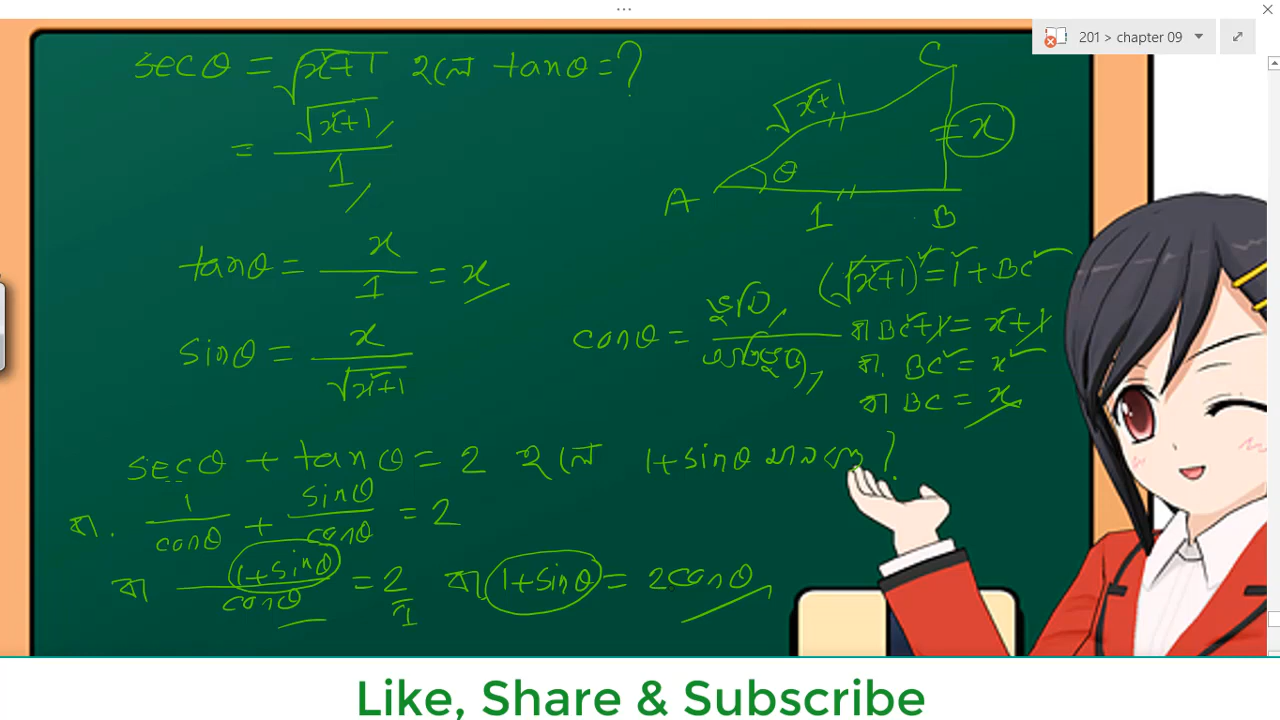 201 > chapter 09
secθ = √x²+1 হলে tanθ = ?
= √x²+1 / 1
tanθ = x / 1 = x
sinθ = x / √x²+1
C
√x²+1
x
θ
A
1
B
(√x²+1)² = 1² + BC²
বা BC² + 1 = x² + 1
বা. BC² = x²
বা BC = x
cosθ = ভূমি / অতিভুজ
secθ + tanθ = 2 হলে 1+sinθ মান কত ?
বা. 1 / cosθ + sinθ / cosθ = 2
বা 1+sinθ / cosθ = 2 / 1 বা 1+sinθ = 2cosθ
Like, Share & Subscribe